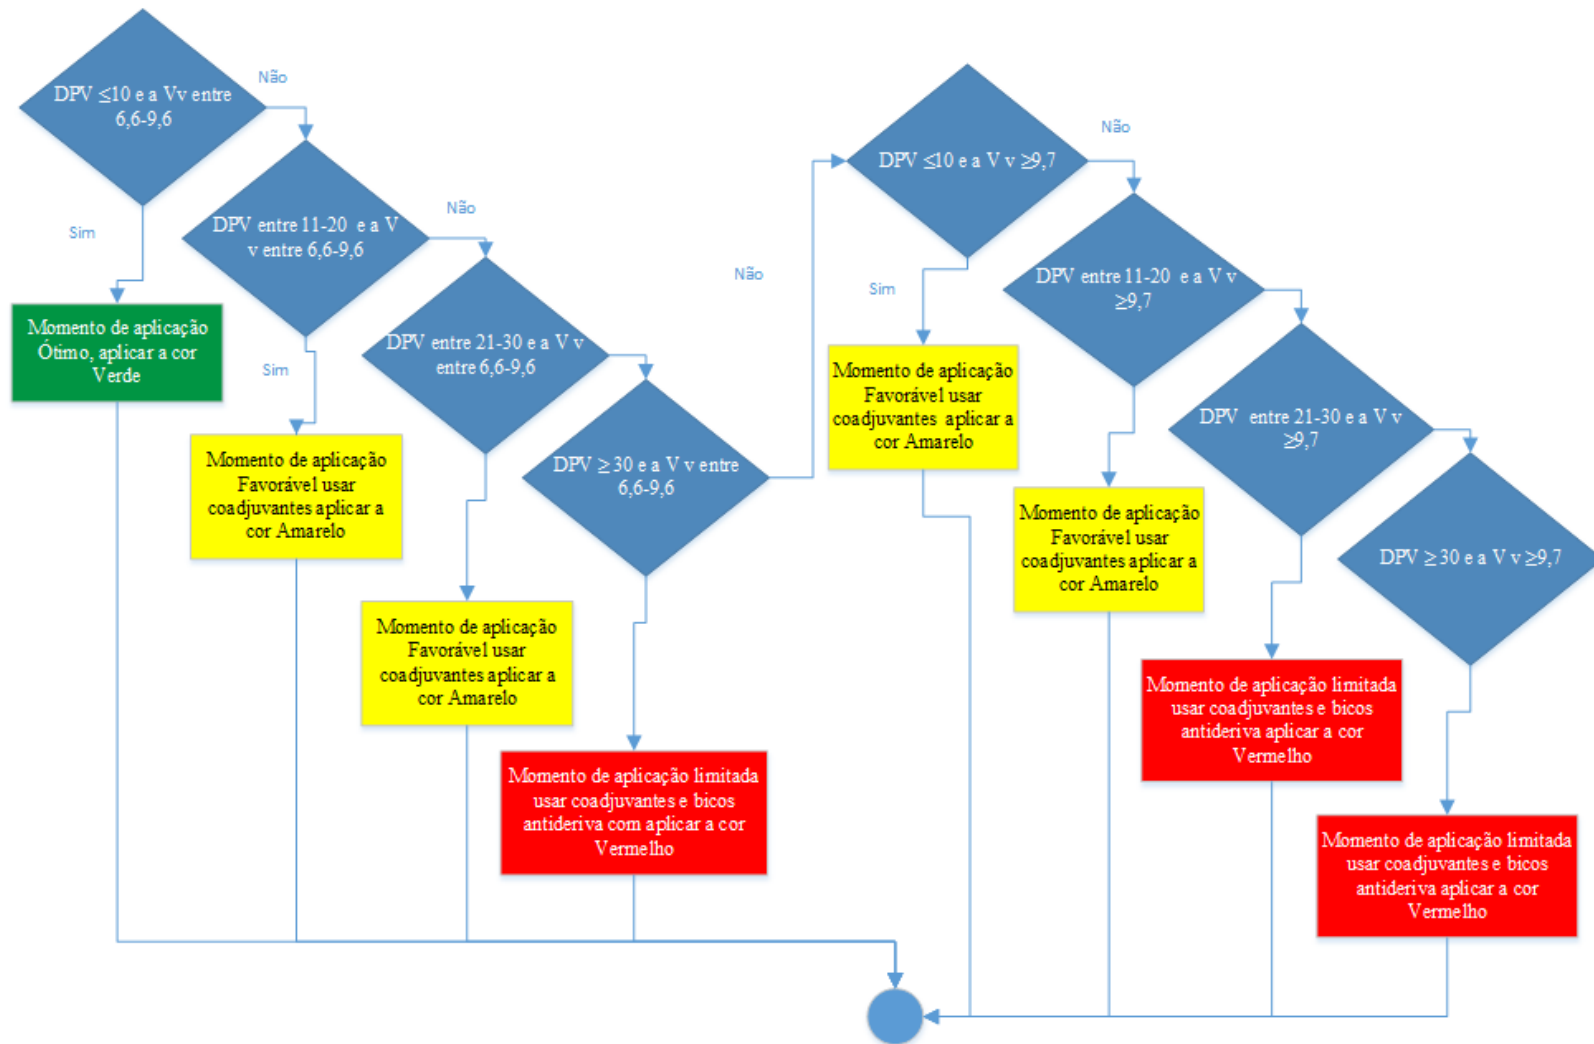 DPV ≤10 e a Vv entre
6,6-9,6
Não
Sim
Momento de aplicação
Ótimo, aplicar a cor
Verde
DPV entre 11-20 e a V
v entre 6,6-9,6
Não
Sim
Momento de aplicação
Favorável usar
coadjuvantes aplicar a
cor Amarelo
DPV entre 21-30 e a V v
entre 6,6-9,6
Momento de aplicação
Favorável usar
coadjuvantes aplicar a
cor Amarelo
DPV ≥ 30 e a V v entre
6,6-9,6
Não
Momento de aplicação limitada
usar coadjuvantes e bicos
antideriva com aplicar a cor
Vermelho
DPV ≤10 e a V v ≥9,7
Não
Sim
Momento de aplicação
Favorável usar
coadjuvantes aplicar a
cor Amarelo
DPV entre 11-20 e a V v
≥9,7
Momento de aplicação
Favorável usar
coadjuvantes aplicar a
cor Amarelo
DPV entre 21-30 e a V v
≥9,7
Momento de aplicação limitada
usar coadjuvantes e bicos
antideriva aplicar a cor
Vermelho
DPV ≥ 30 e a V v ≥9,7
Momento de aplicação limitada
usar coadjuvantes e bicos
antideriva aplicar a cor
Vermelho